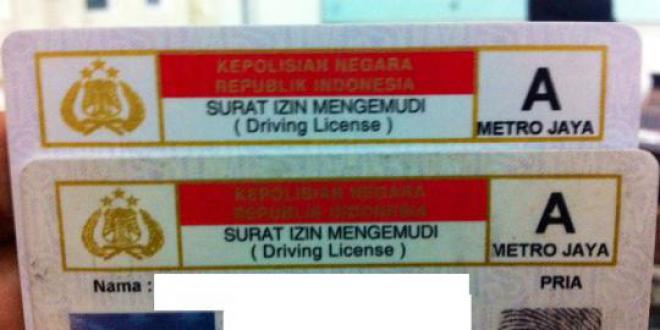 KEPOLISIAN NEGARA
REPUBLIK INDONESIA
SURAT IZIN MENGEMUDI
( Driving License )
A
METRO JAYA
KEPOLISIAN NEGARA
REPUBLIK INDONESIA
SURAT IZIN MENGEMUDI
( Driving License )
A
METRO JAYA
Nama :
PRIA